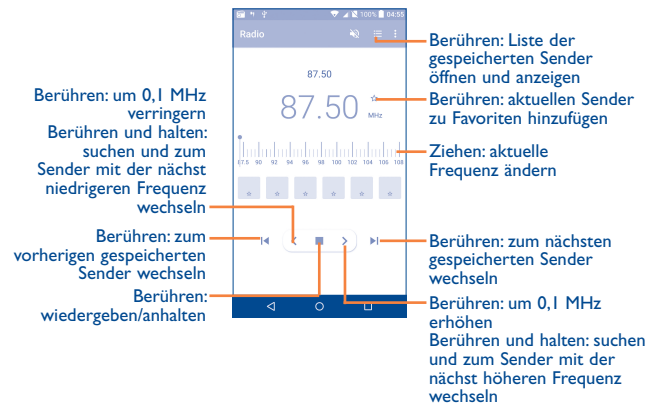 100% 04:55
Radio
87.50
87.50
MHz
87.5 90 92 94 96 98 100 102 104 106 108
Berühren: um 0,1 MHz
verringern
Berühren und halten:
suchen und zum
Sender mit der nächst
niedrigeren Frequenz
wechseln
Berühren: zum
vorherigen gespeicherten
Sender wechseln
Berühren:
wiedergeben/anhalten
Berühren: Liste der
gespeicherten Sender
öffnen und anzeigen
Berühren: aktuellen Sender
zu Favoriten hinzufügen
Ziehen: aktuelle
Frequenz ändern
Berühren: zum nächsten
gespeicherten Sender
wechseln
Berühren: um 0,1 MHz
erhöhen
Berühren und halten: suchen
und zum Sender mit der
nächst höheren Frequenz
wechseln